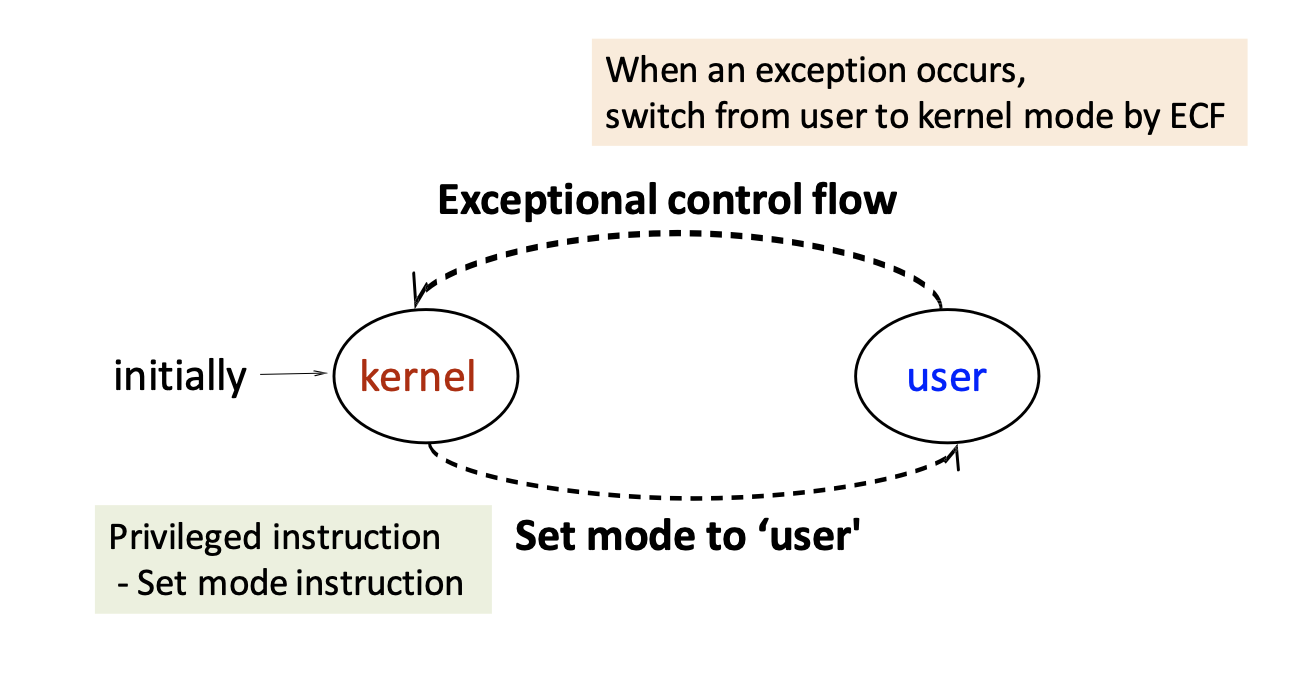 When an exception occurs,
switch from user to kernel mode by ECF
Exceptional control flow
initially
kernel
user
Set mode to ‘user'
Privileged instruction
- Set mode instruction